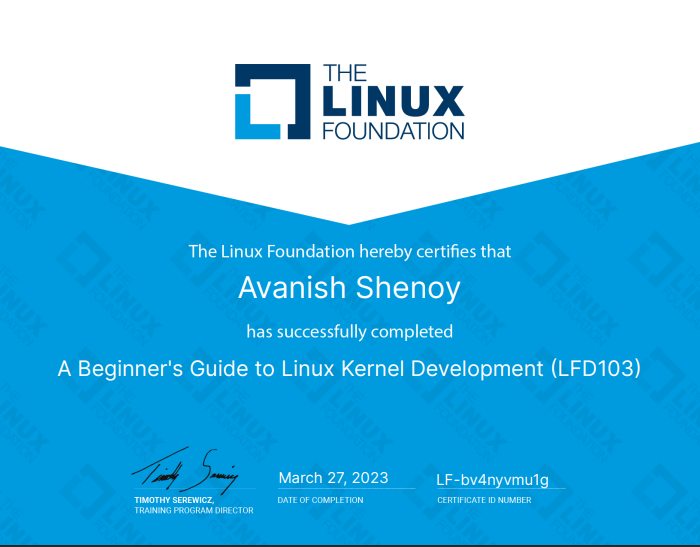 THE
LINUX
FOUNDATION
The Linux Foundation hereby certifies that
Avanish Shenoy
has successfully completed
A Beginner's Guide to Linux Kernel Development (LFD103)
Timothy Serewicz
March 27, 2023
LF-bv4nyvmu1g
TIMOTHY SEREWICZ,
TRAINING PROGRAM DIRECTOR
DATE OF COMPLETION
CERTIFICATE ID NUMBER